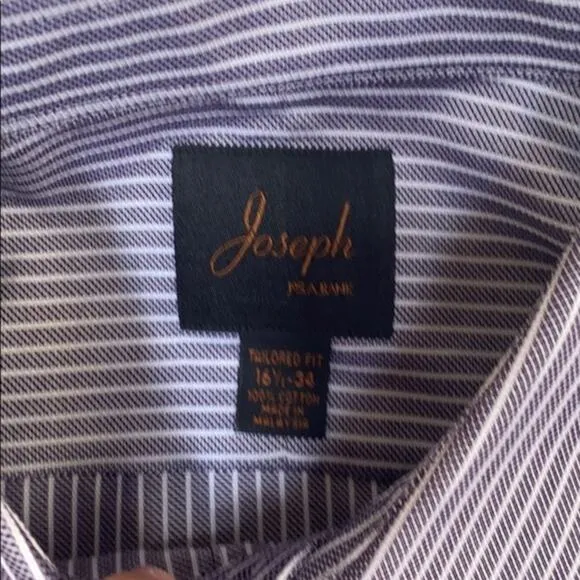 Joseph
JOS. A. BANK
TAILORED FIT
16½-34
100% COTTON
MADE IN
MALAYSIA